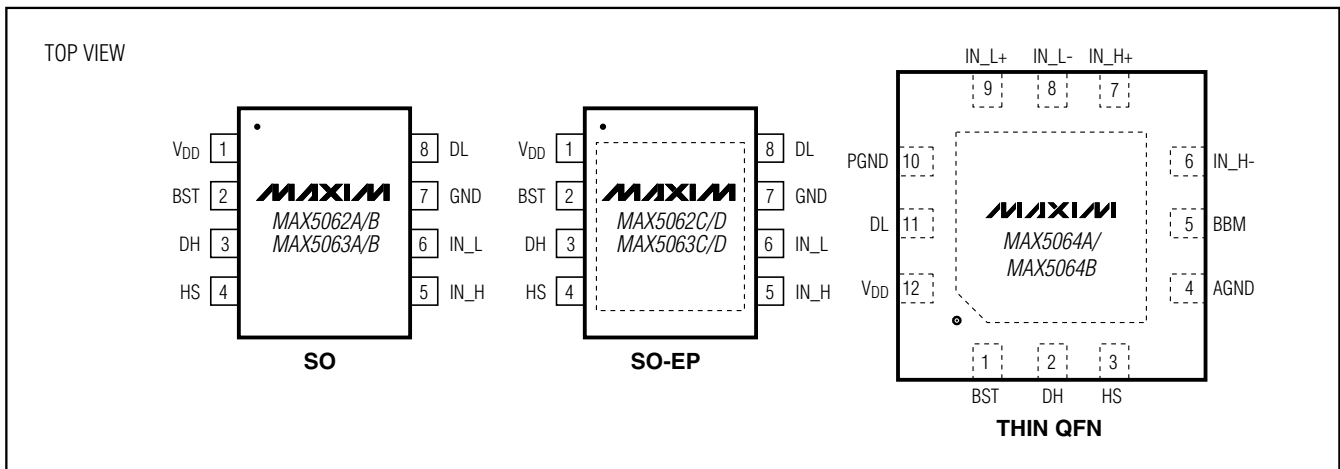 TOP VIEW
VDD 1
BST 2
DH 3
HS 4
8 DL
7 GND
6 IN_L
5 IN_H
MAXIM
MAX5062A/B
MAX5063A/B
SO
VDD 1
BST 2
DH 3
HS 4
8 DL
7 GND
6 IN_L
5 IN_H
MAXIM
MAX5062C/D
MAX5063C/D
SO-EP
IN_L+ IN_L- IN_H+
9 8 7
PGND 10
DL 11
VDD 12
6 IN_H-
5 BBM
4 AGND
MAXIM
MAX5064A/
MAX5064B
1 2 3
BST DH HS
THIN QFN